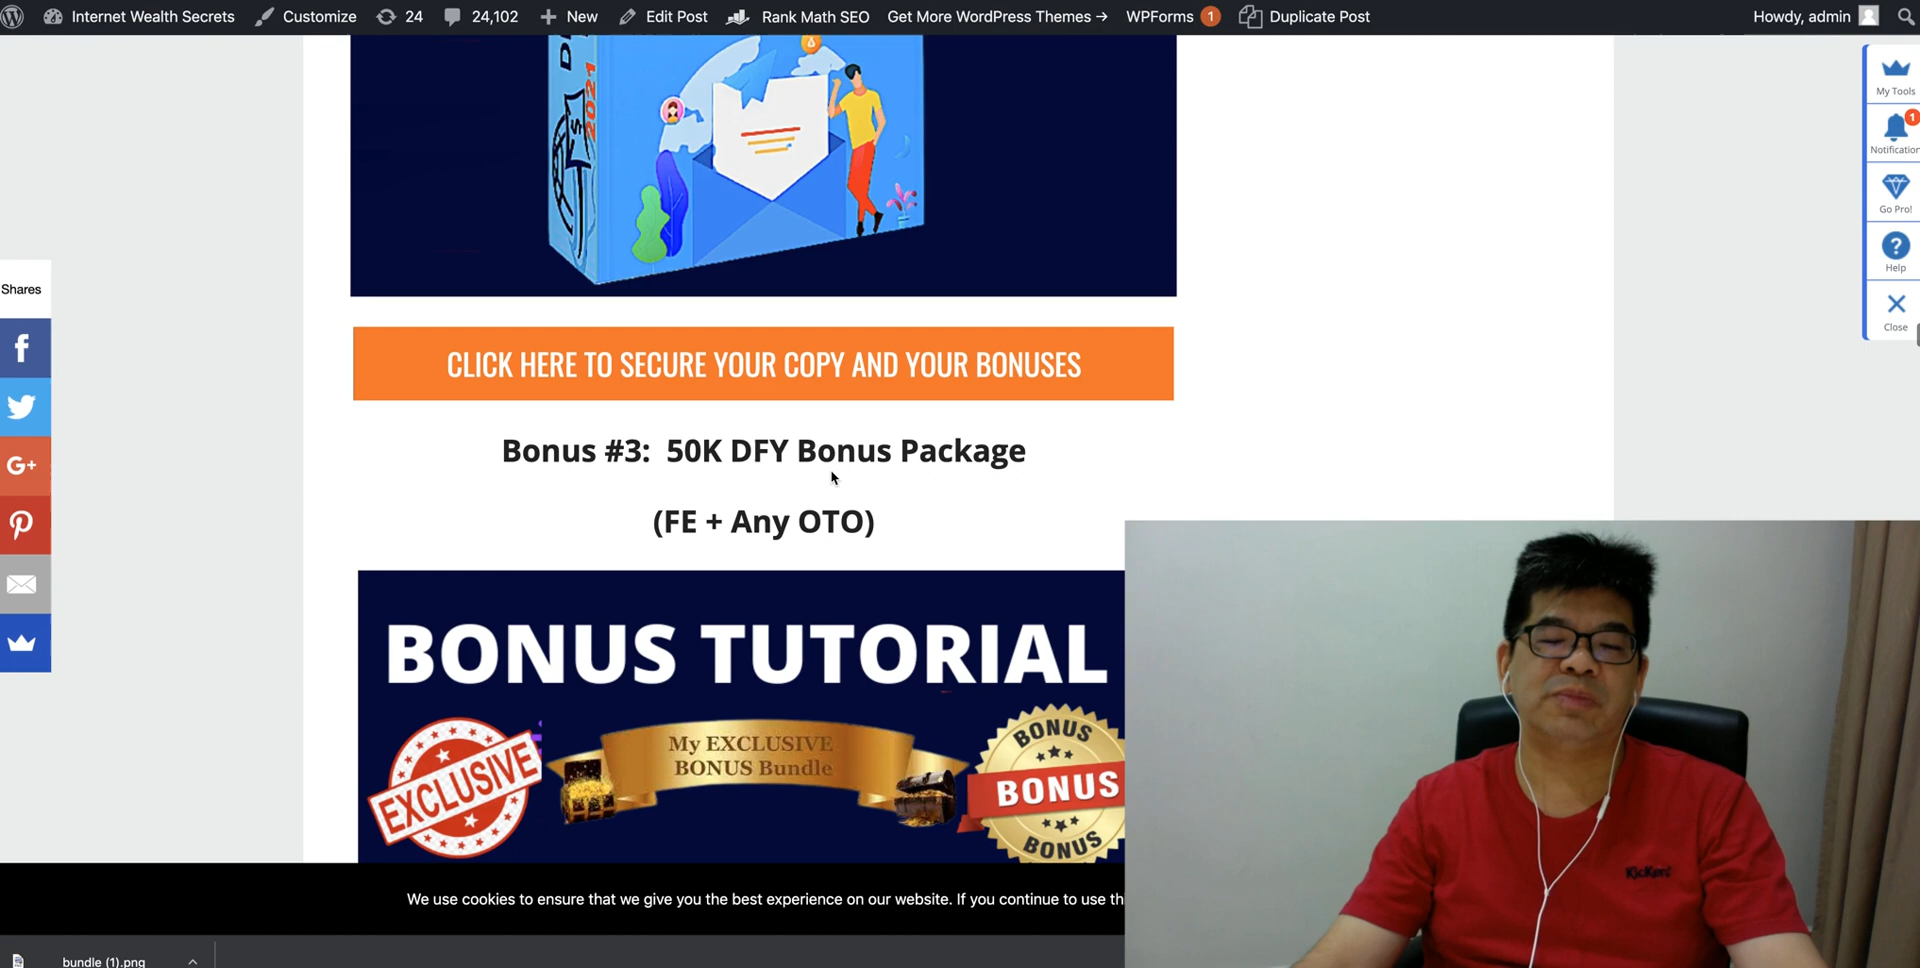 Internet Wealth Secrets Customize 24 24,102 New Edit Post Rank Math SEO Get More WordPress Themes → WPForms 1 Duplicate Post Howdy, admin
My Tools
1
Notification
Go Pro!
Help
Close
2021
Shares
f
G+
CLICK HERE TO SECURE YOUR COPY AND YOUR BONUSES
Bonus #3: 50K DFY Bonus Package
(FE + Any OTO)
BONUS TUTORIAL
EXCLUSIVE
My EXCLUSIVE
BONUS Bundle
BONUS
BONUS
BONUS
Kickers
We use cookies to ensure that we give you the best experience on our website. If you continue to use th
bundle (1).png